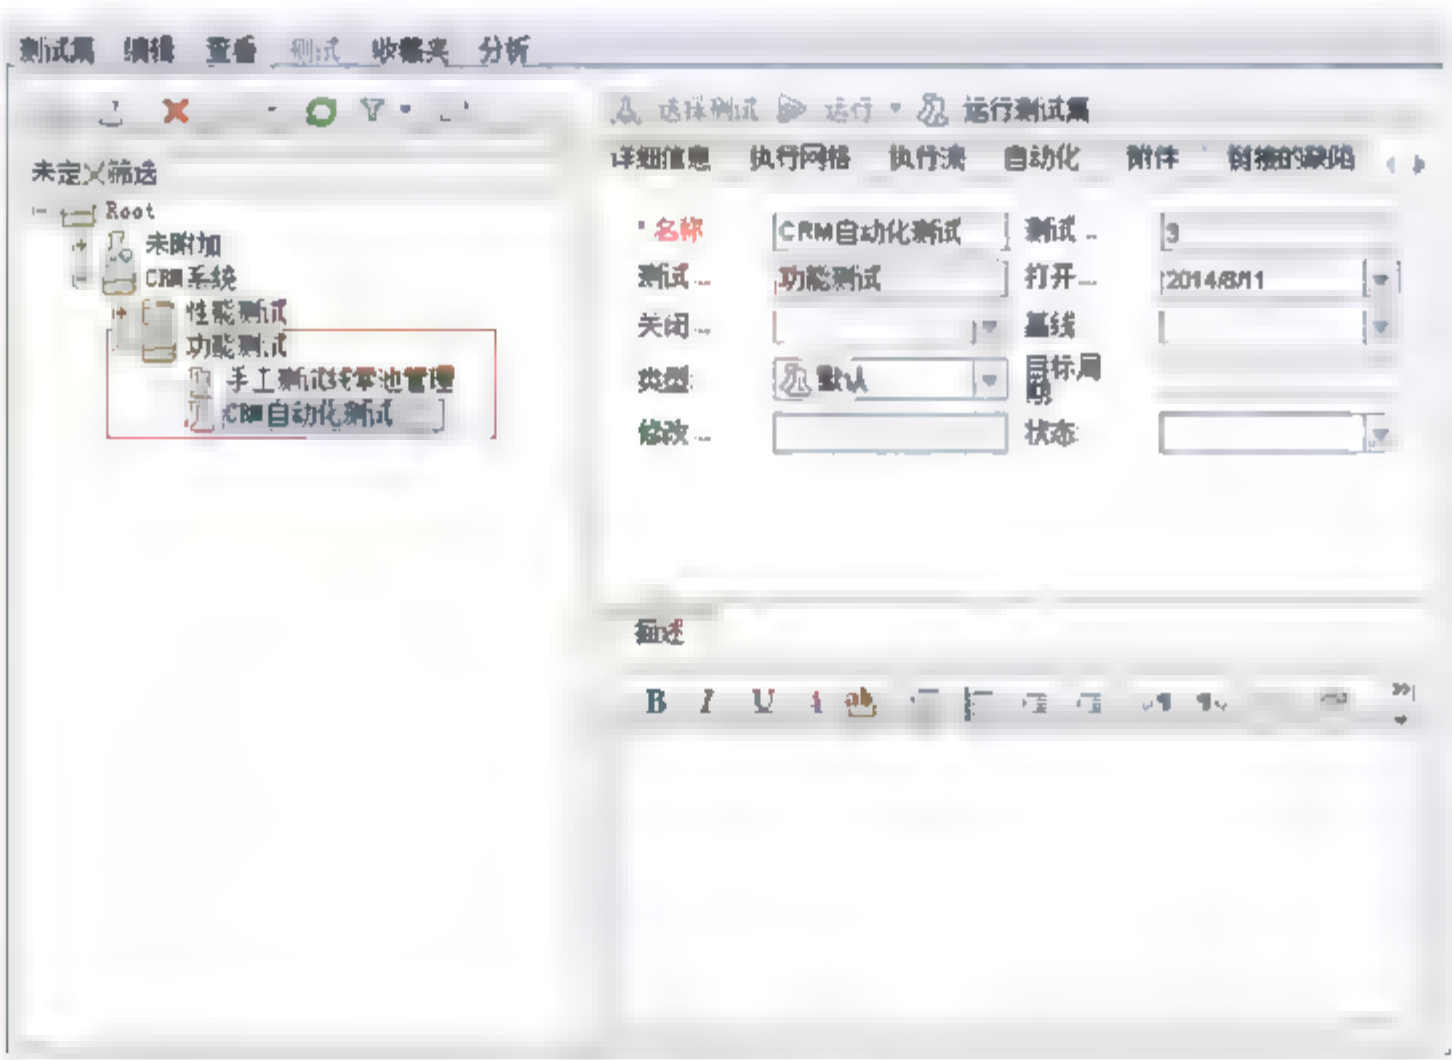 测试集 编辑 查看 测试 收藏夹 分析
选择测试 运行 运行测试集
详细信息 执行网格 执行流 自动化 附件 链接的缺陷
未定义筛选
Root
未附加
CRM系统
性能测试
功能测试
手工测试线索池管理
CRM自动化测试
* 名称 CRM自动化测试 测试 ... 3
测试 ... 功能测试 打开 ... 2014/8/11
关闭 ... 基线
类型: 默认 目标周期
修改 ... 状态:
描述
B I U A ab